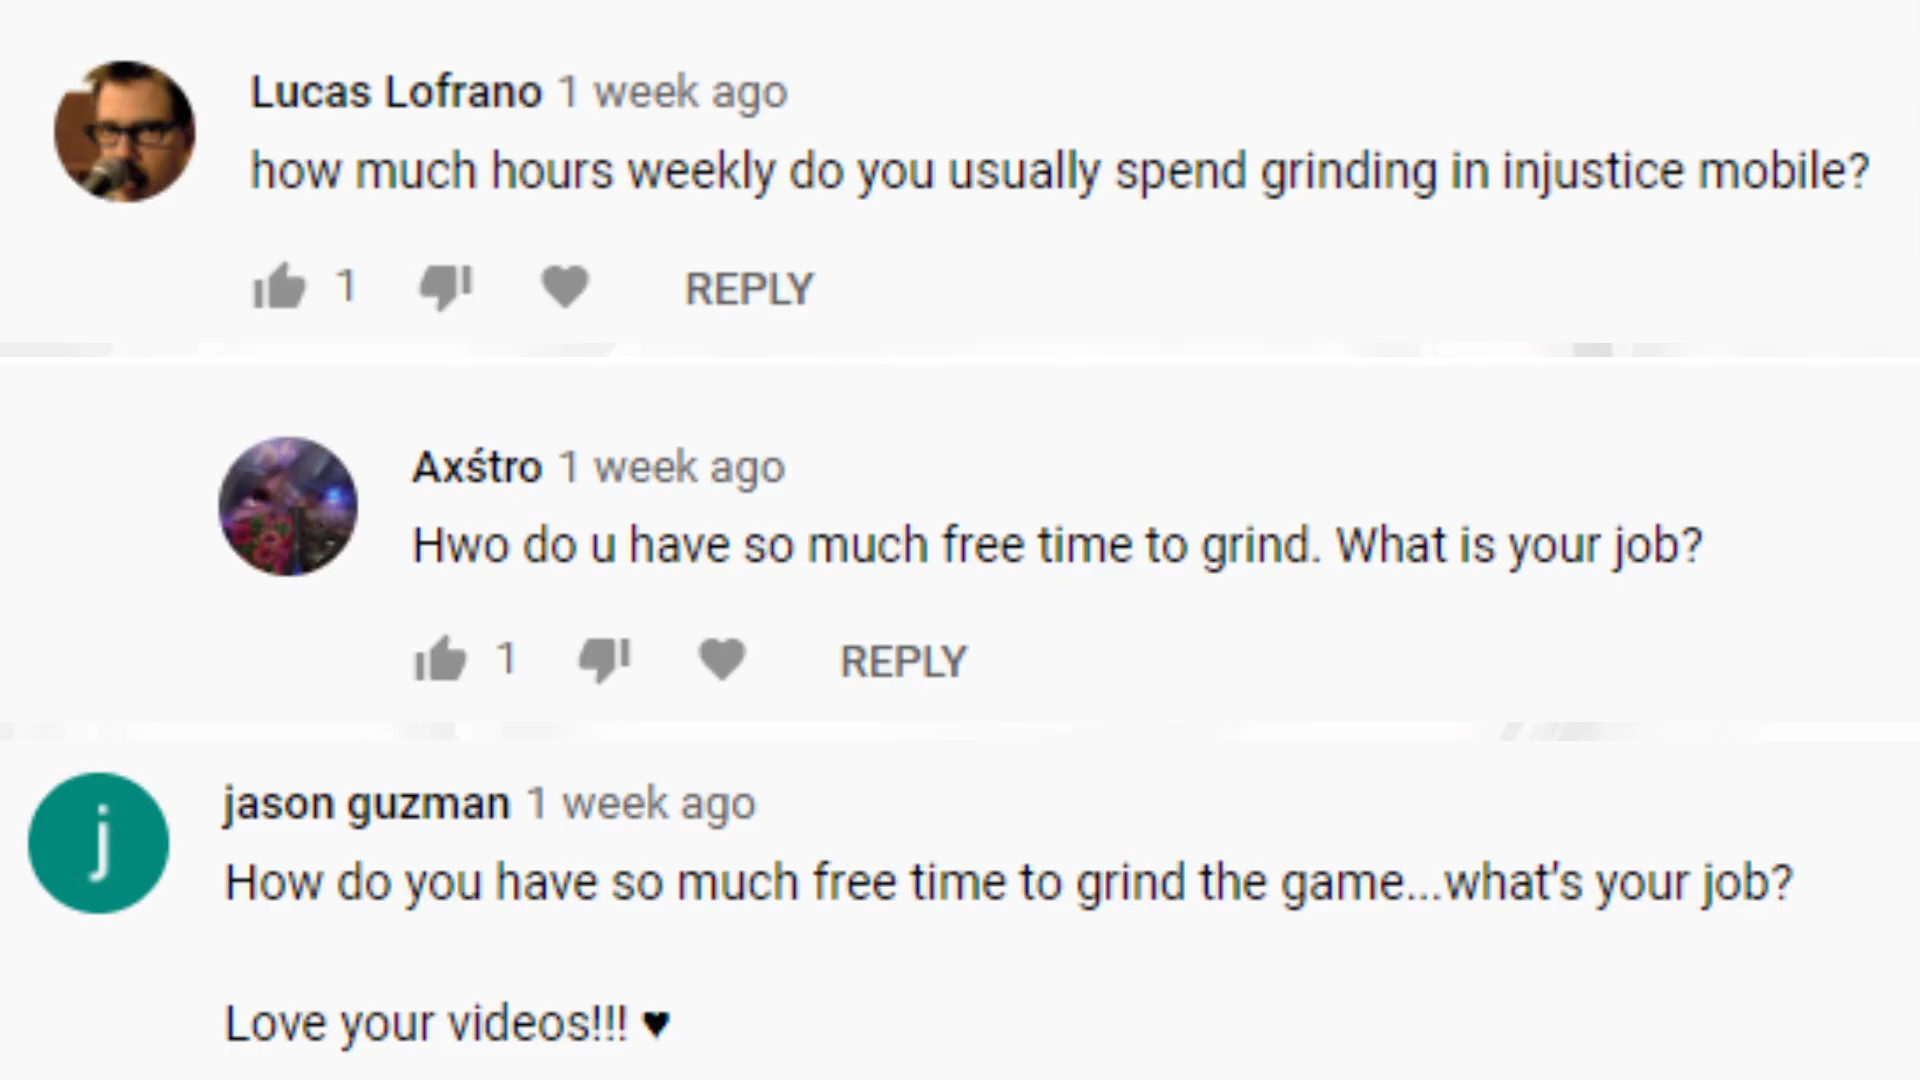 Lucas Lofrano 1 week ago
how much hours weekly do you usually spend grinding in injustice mobile?
1 REPLY
Axśtro 1 week ago
Hwo do u have so much free time to grind. What is your job?
1 REPLY
j
jason guzman 1 week ago
How do you have so much free time to grind the game...what's your job?
Love your videos!!! ♥